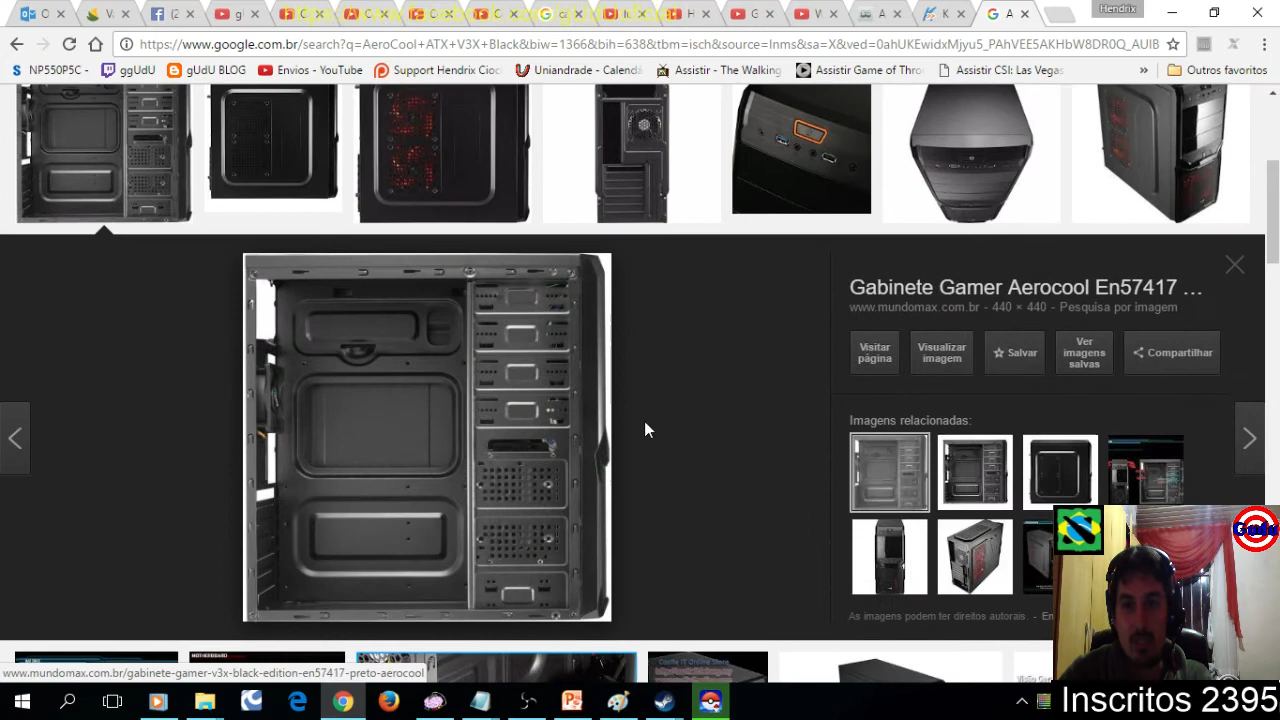 Hendrix
https://www.google.com.br/search?q=AeroCool+ATX+V3X+Black&biw=1366&bih=638&tbm=isch&source=lnms&sa=X&ved=0ahUKEwidxMjyu5_PAhVEE5AKHbW8DR0Q_AUIB
NP550P5C - ggUdU gUdU BLOG Envios - YouTube Support Hendrix Cioc Uniandrade - Calendá Assistir - The Walking Assistir Game of Thro Assistir CSI: Las Vegas » Outros favoritos
Gabinete Gamer Aerocool En57417 ...
www.mundomax.com.br - 440 × 440 - Pesquisa por imagem
Visitar página
Visualizar imagem
Salvar
Ver imagens salvas
Compartilhar
Imagens relacionadas:
As imagens podem ter direitos autorais. - En
Gudu
www.mundomax.com.br/gabinete-gamer-v3x-black-edition-en57417-preto-aerocool
Inscritos 2395